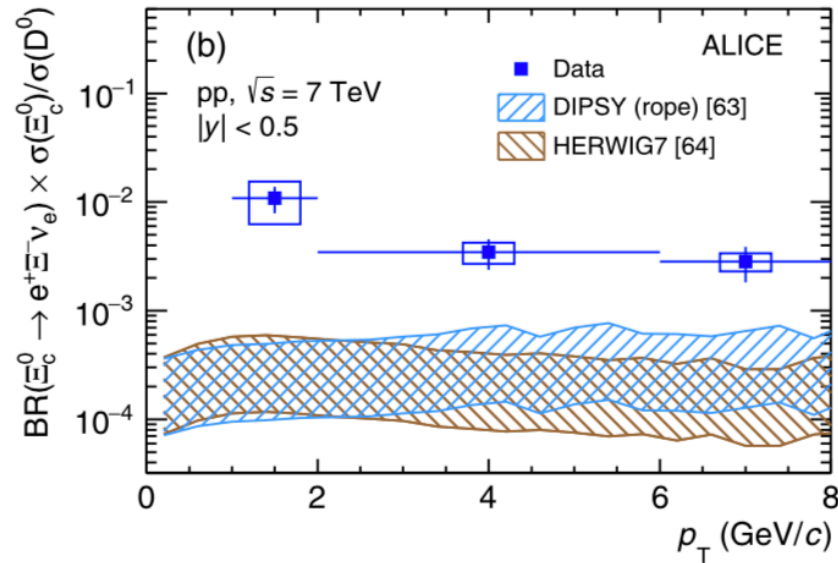 (b)
ALICE
pp, √s = 7 TeV
|y| < 0.5
Data
DIPSY (rope) [63]
HERWIG7 [64]
BR(Ξc0 → e+Ξ−νe) × σ(Ξc0)/σ(D0)
10−1
10−2
10−3
10−4
0 2 4 6 8
pT (GeV/c)